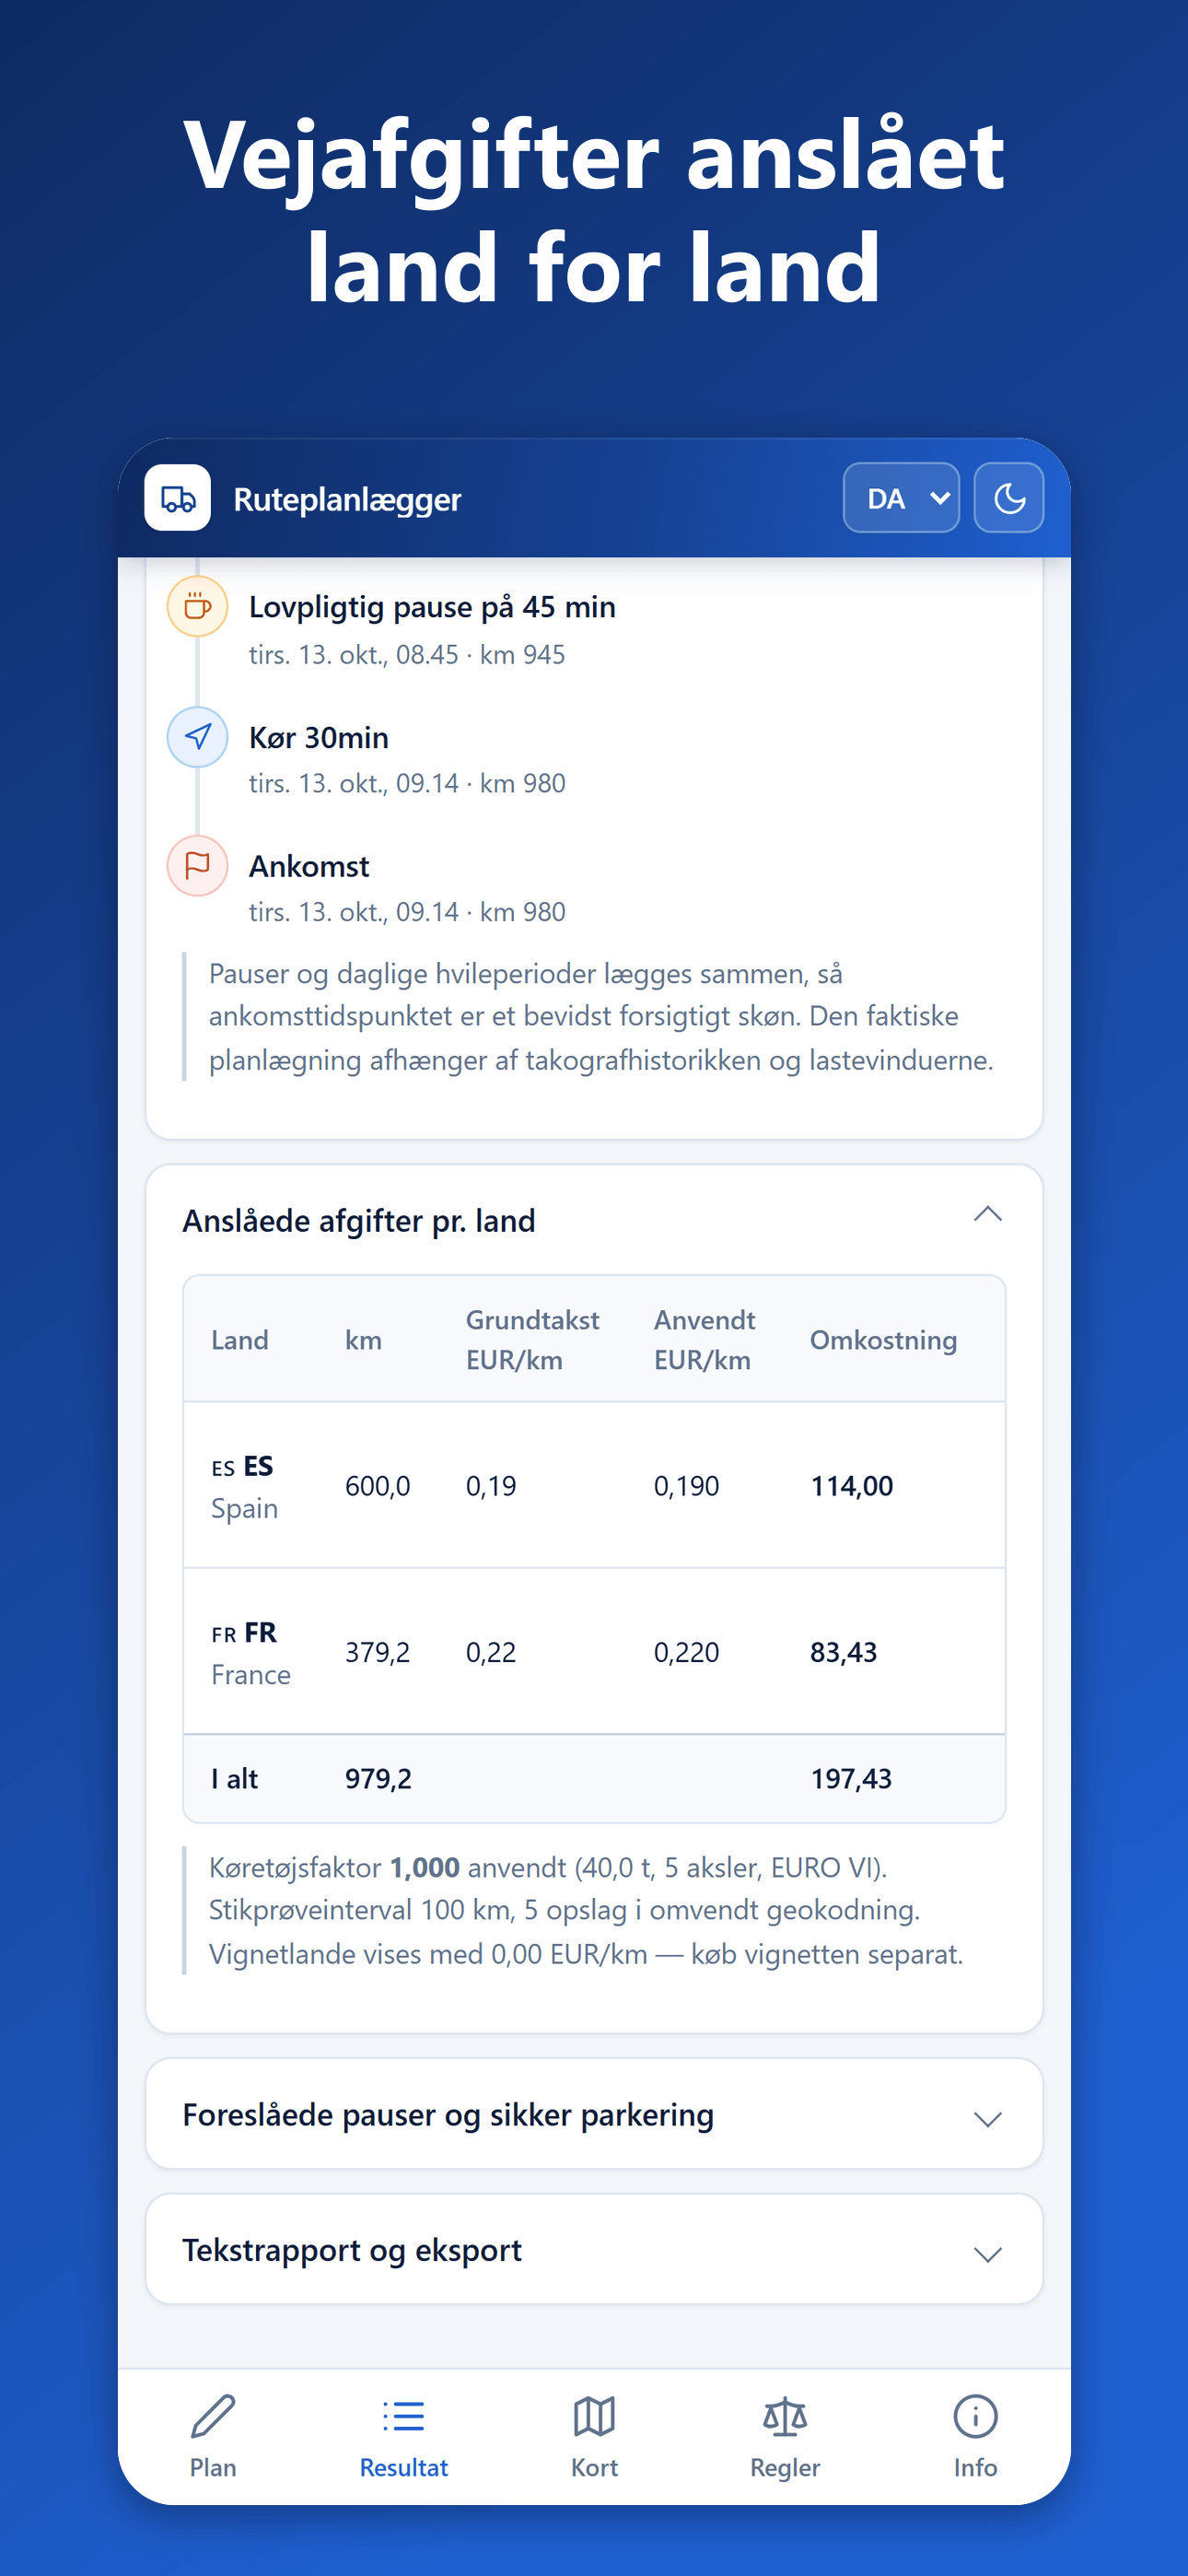 Vejafgifter anslået
land for land
Ruteplanlægger
DA
Lovpligtig pause på 45 min
tirs. 13. okt., 08.45 · km 945
Kør 30min
tirs. 13. okt., 09.14 · km 980
Ankomst
tirs. 13. okt., 09.14 · km 980
Pauser og daglige hvileperioder lægges sammen, så
ankomsttidspunktet er et bevidst forsigtigt skøn. Den faktiske
planlægning afhænger af takografhistorikken og lastevinduerne.
Anslåede afgifter pr. land
Land km Grundtakst EUR/km Anvendt EUR/km Omkostning
ES ES Spain 600,0 0,19 0,190 114,00
FR FR France 379,2 0,22 0,220 83,43
I alt 979,2 197,43
Køretøjsfaktor 1,000 anvendt (40,0 t, 5 aksler, EURO VI).
Stikprøveinterval 100 km, 5 opslag i omvendt geokodning.
Vignetlande vises med 0,00 EUR/km — køb vignetten separat.
Foreslåede pauser og sikker parkering
Tekstrapport og eksport
Plan Resultat Kort Regler Info